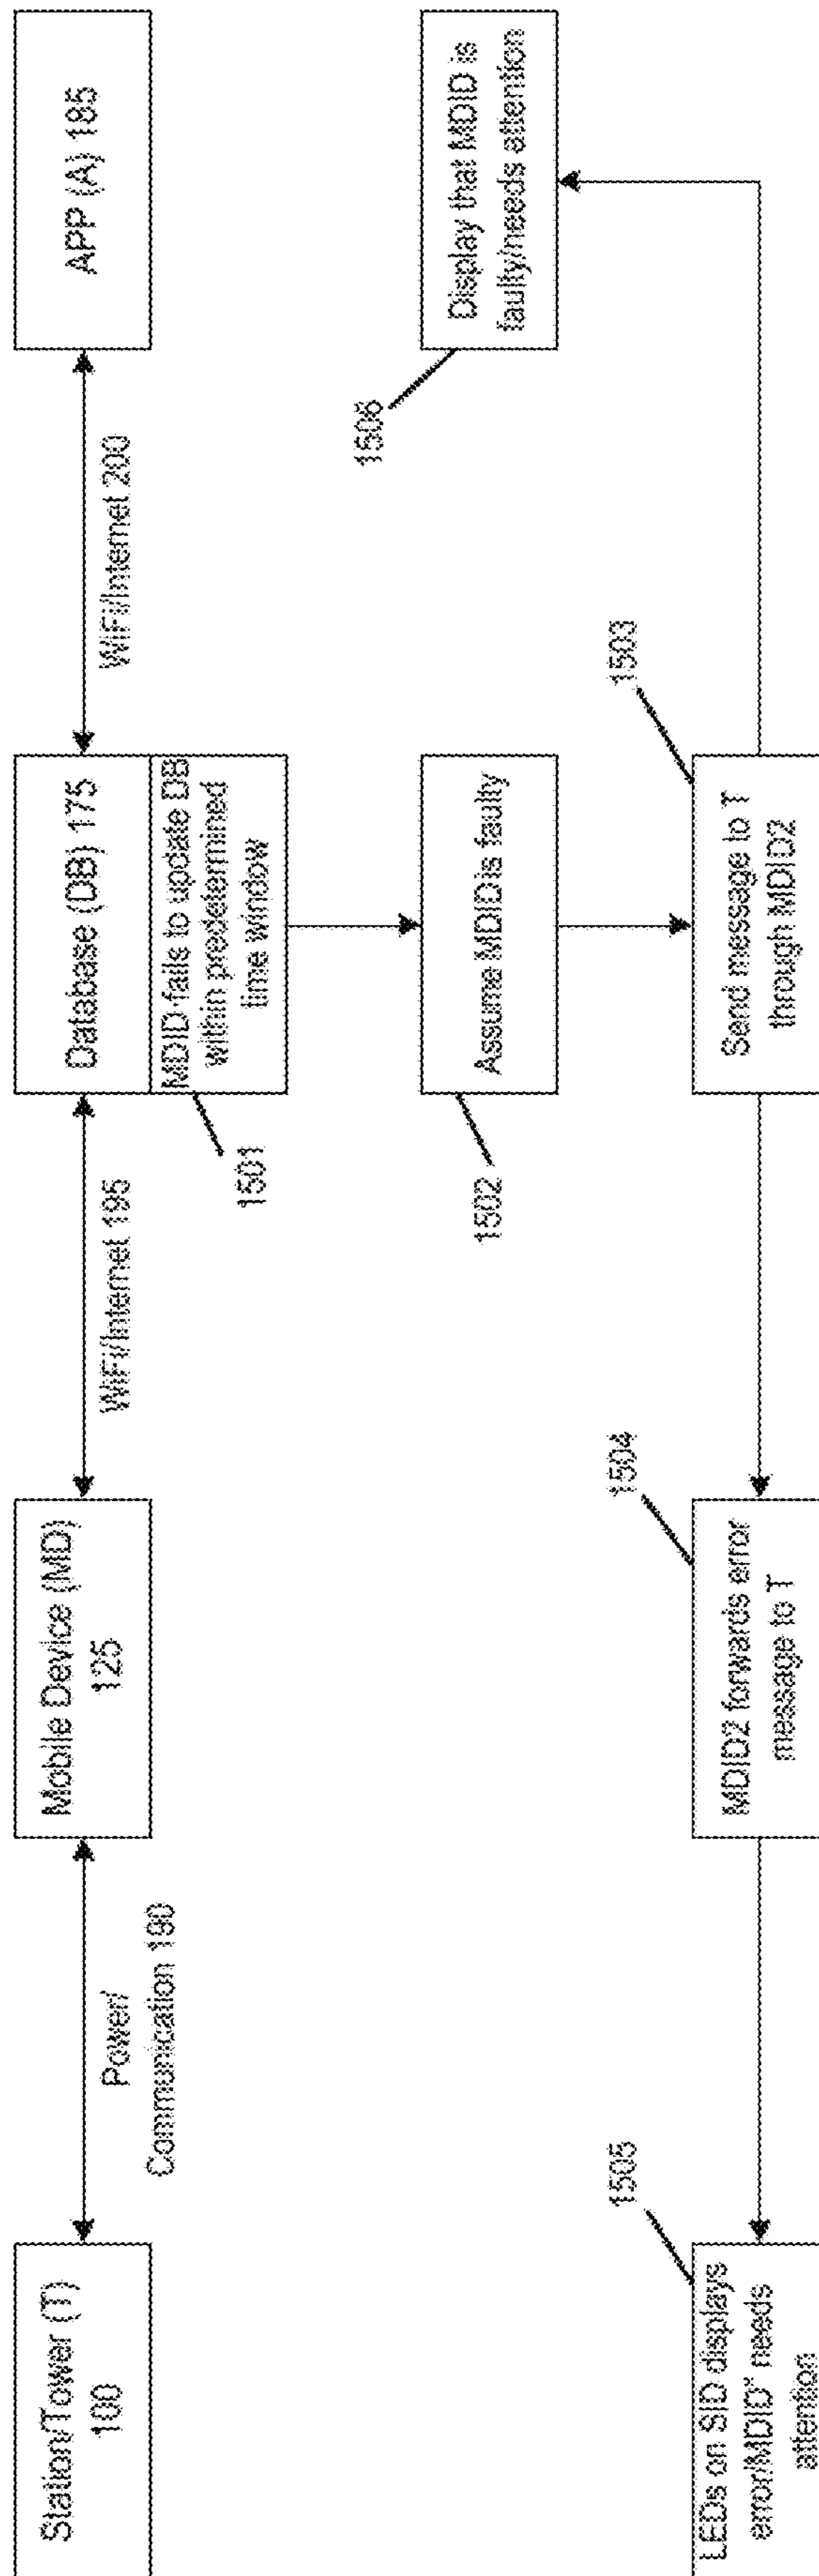 Station/Tower (T)
100
Power/
Communication 190
Mobile Device (MD)
125
WiFi/Internet 195
Database (DB) 175
MDID fails to update DB
within predetermined
time window
1501
WiFi/Internet 200
APP (A) 185
Assume MDID is faulty
1502
Display that MDID is
faulty/needs attention
1506
LEDs on SID displays
error/MDID* needs
attention
1505
MDID2 forwards error
message to T
1504
Send message to T
through MDID2
1503